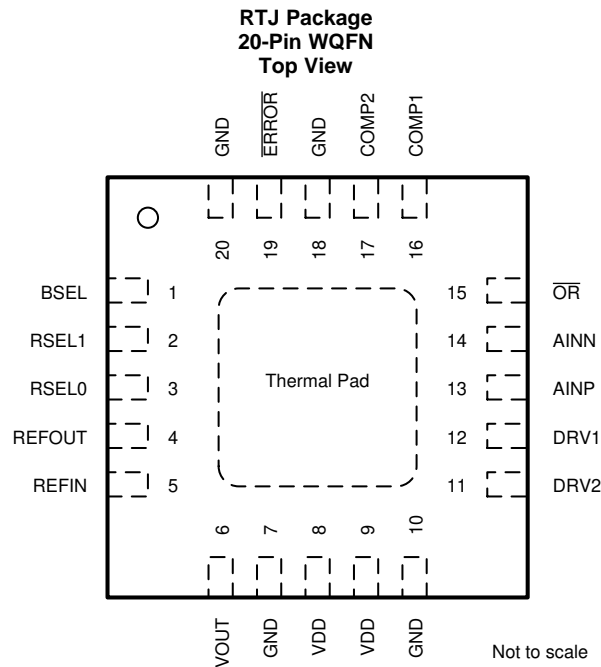 RTJ Package
20-Pin WQFN
Top View
GND
ERROR
GND
COMP2
COMP1
20
19
18
17
16
BSEL 1
RSEL1 2
RSEL0 3
REFOUT 4
REFIN 5
Thermal Pad
15 OR
14 AINN
13 AINP
12 DRV1
11 DRV2
6
7
8
9
10
VOUT
GND
VDD
VDD
GND
Not to scale